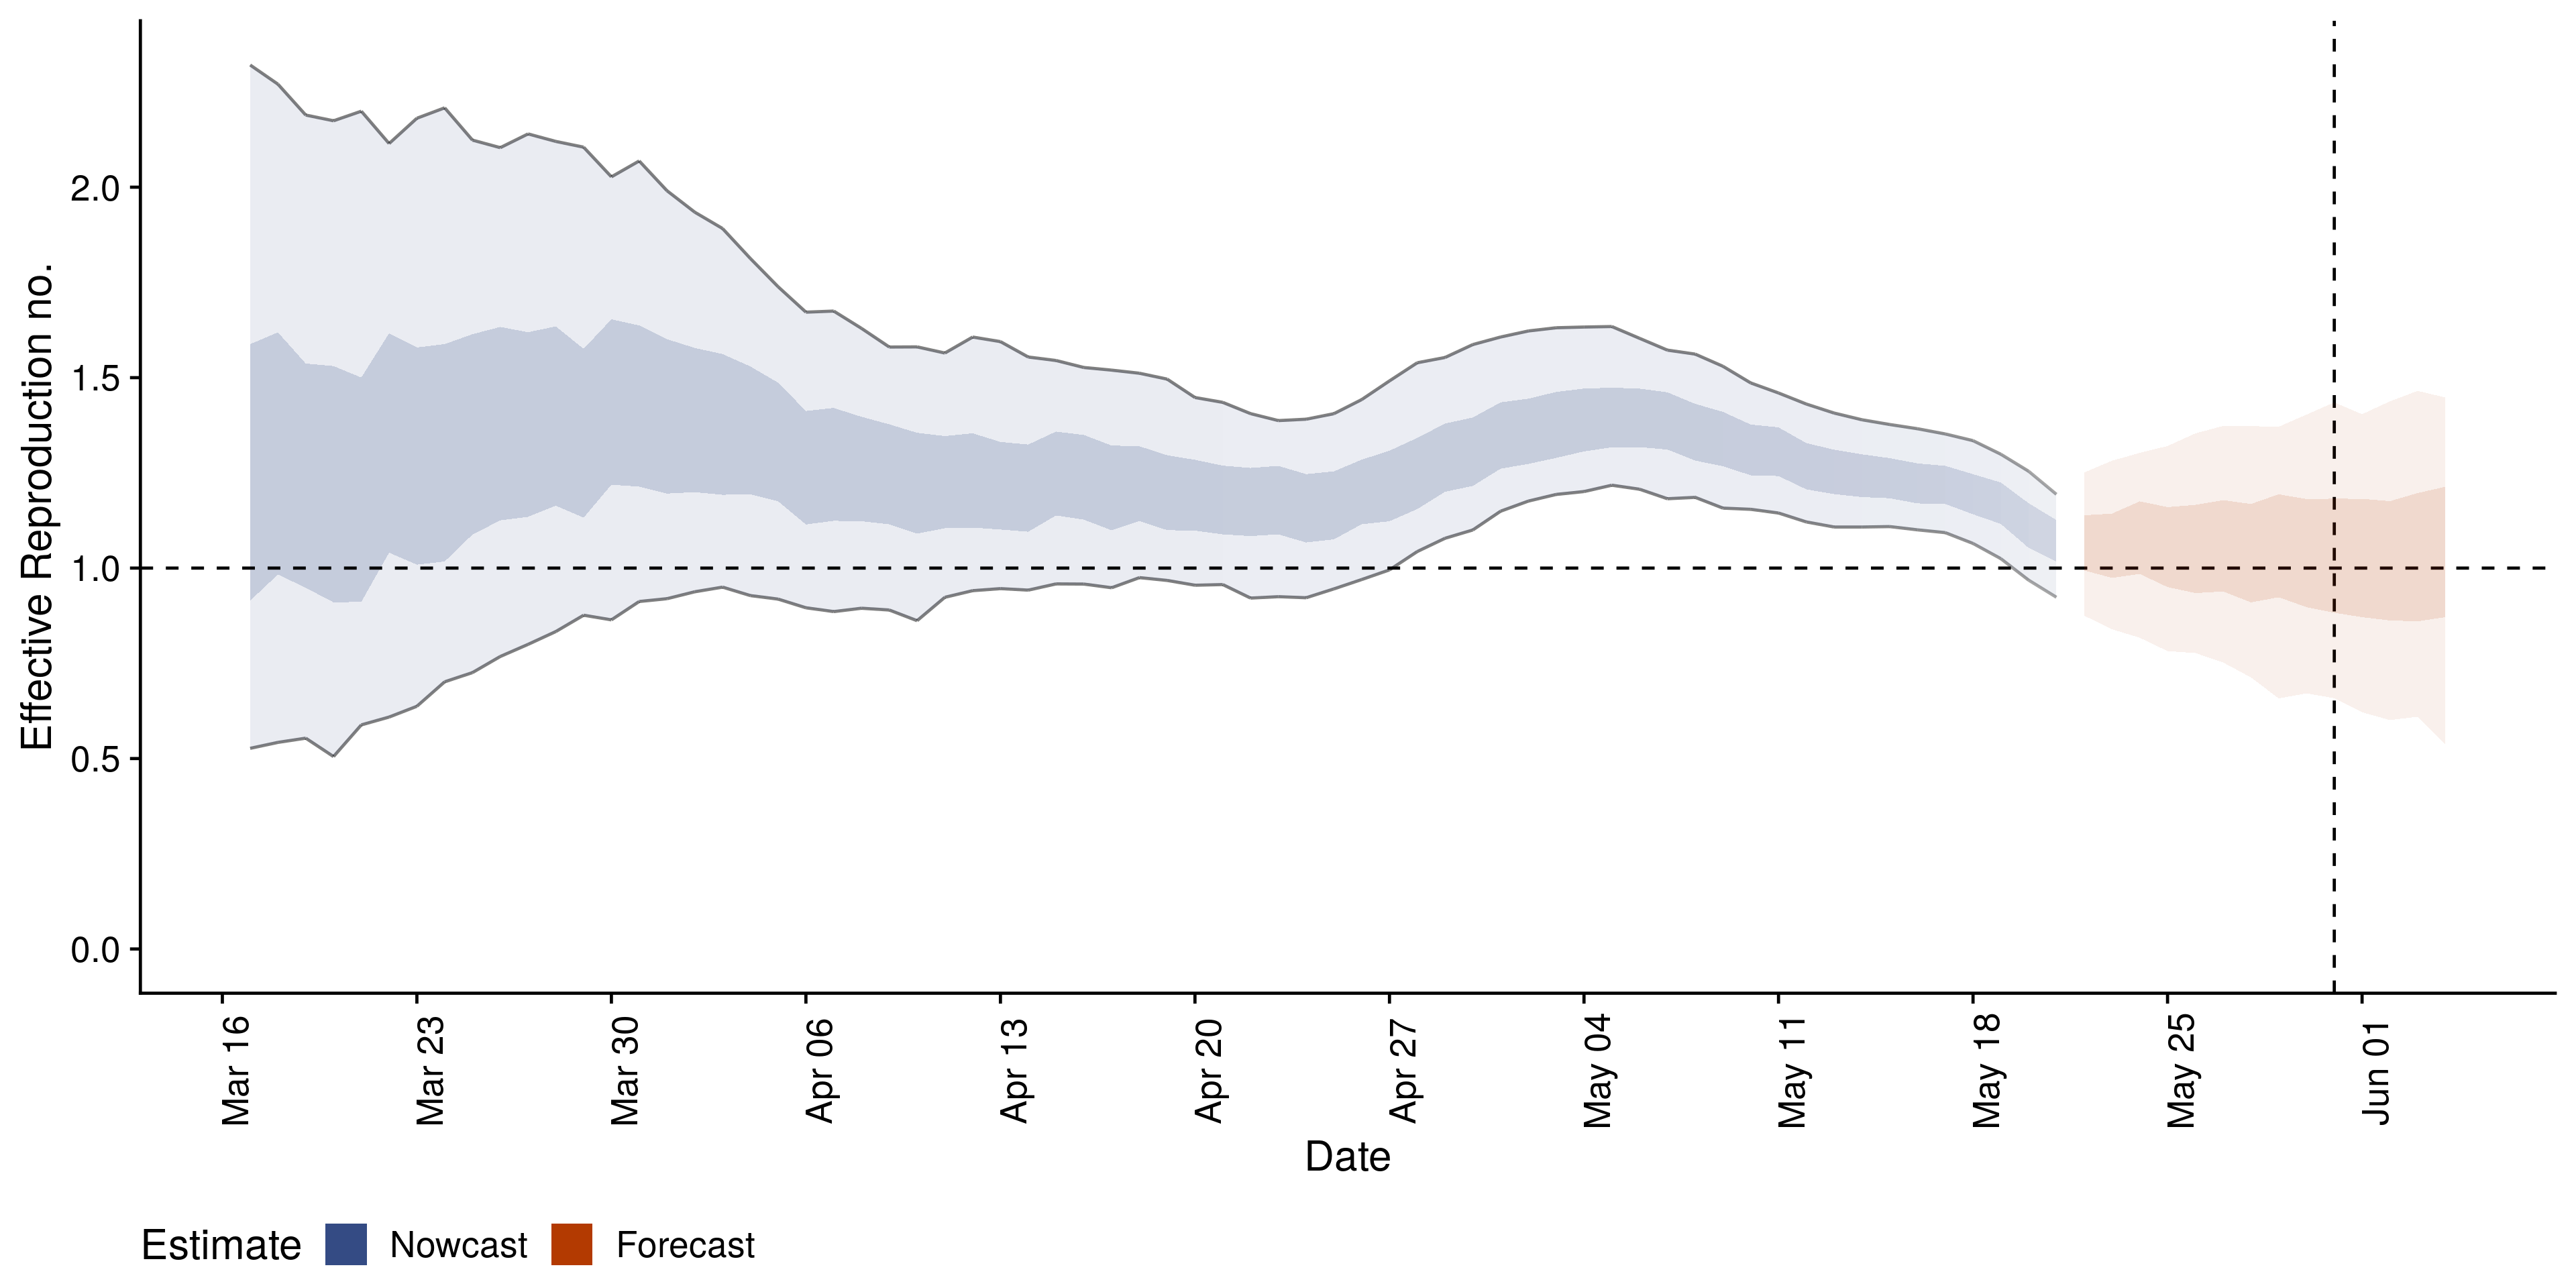 Effective Reproduction no.
2.0
1.5
1.0
0.5
0.0
Mar 16
Mar 23
Mar 30
Apr 06
Apr 13
Apr 20
Apr 27
May 04
May 11
May 18
May 25
Jun 01
Date
Estimate Nowcast Forecast